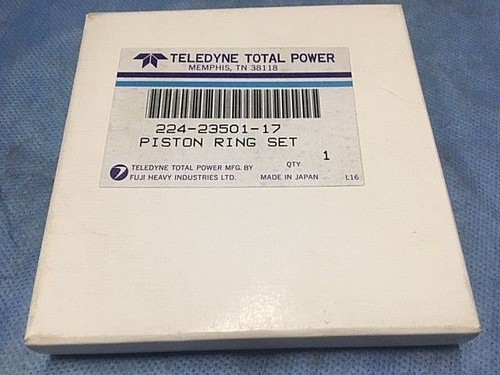 TELEDYNE TOTAL POWER
MEMPHIS, TN 38118
224-23501-17
PISTON RING SET
QTY 1
TELEDYNE TOTAL POWER MFG. BY
FUJI HEAVY INDUSTRIES LTD. MADE IN JAPAN L16